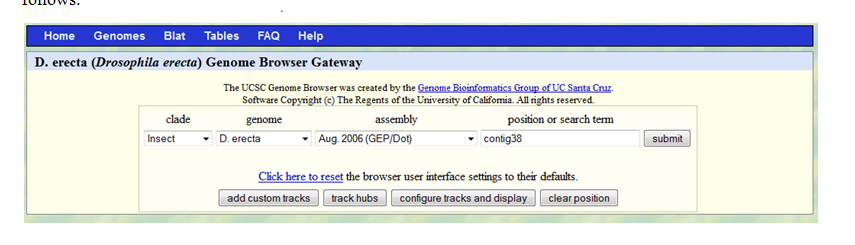 follows:
Home Genomes Blat Tables FAQ Help
D. erecta (Drosophila erecta) Genome Browser Gateway
The UCSC Genome Browser was created by the Genome Bioinformatics Group of UC Santa Cruz.
Software Copyright (c) The Regents of the University of California. All rights reserved.
clade genome assembly position or search term
Insect D. erecta Aug. 2006 (GEP/Dot) contig38 submit
Click here to reset the browser user interface settings to their defaults.
add custom tracks track hubs configure tracks and display clear position